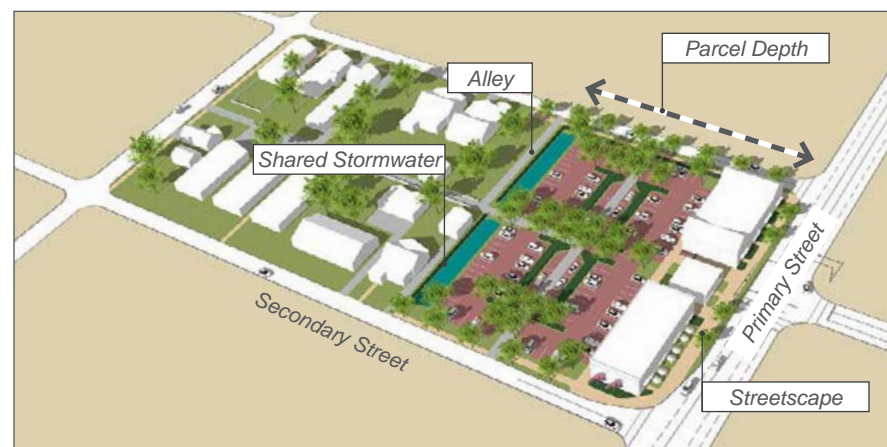 Parcel Depth
Alley
Shared Stormwater
Secondary Street
Primary Street
Streetscape